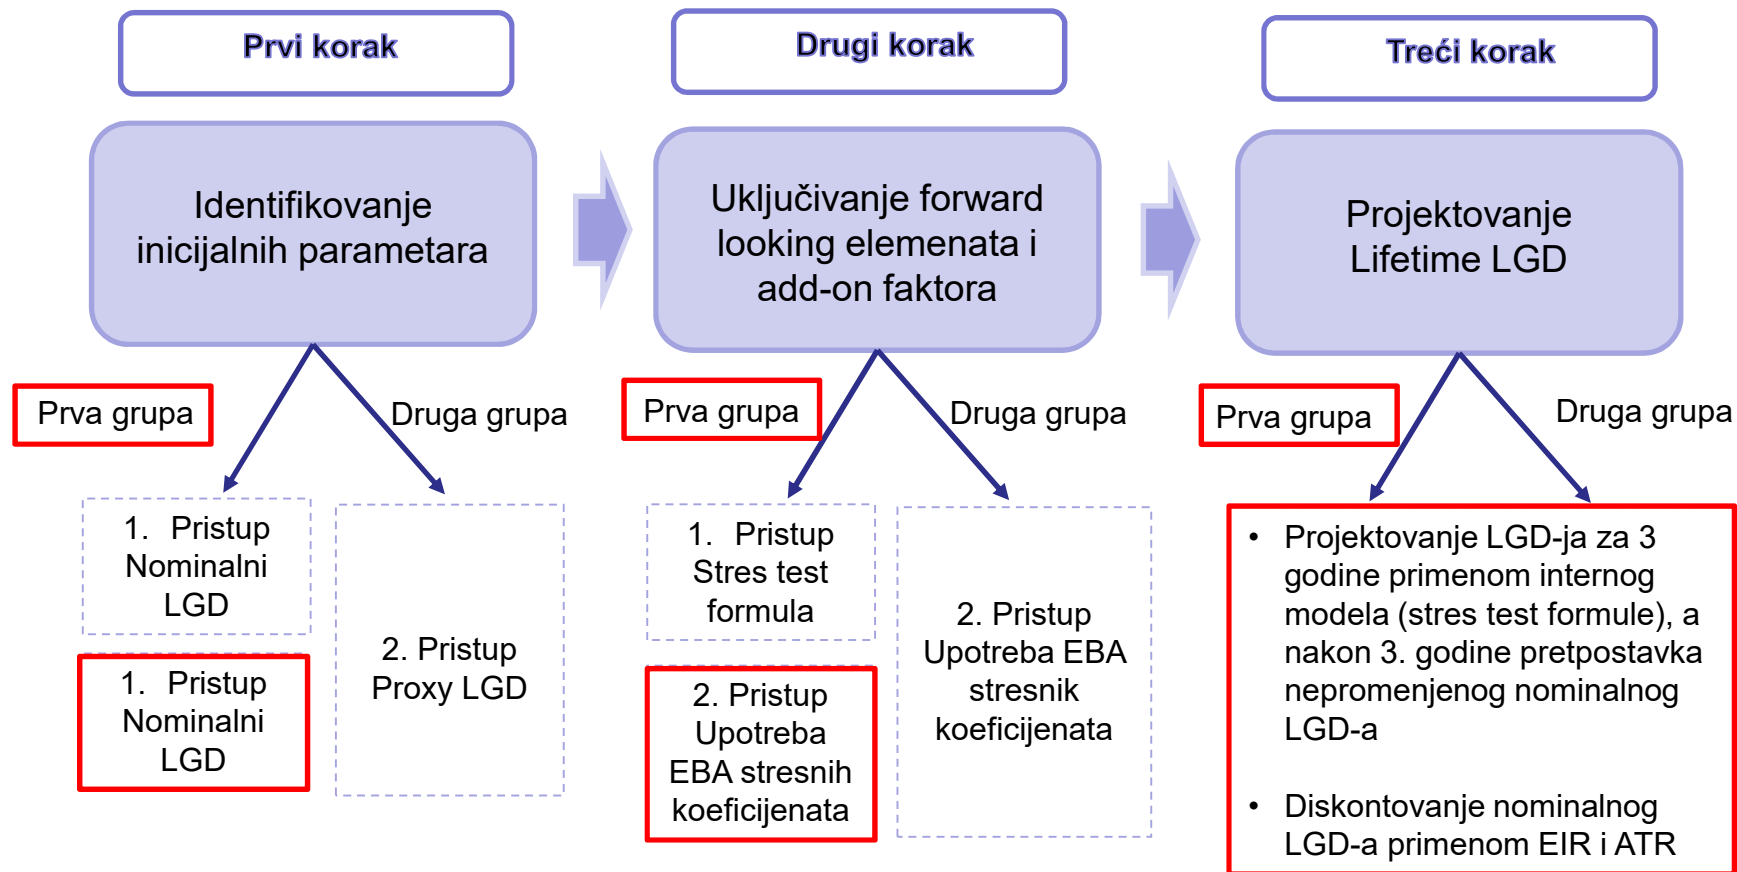 Prvi korak
Drugi korak
Treći korak
Identifikovanje
inicijalnih parametara
Uključivanje forward
looking elemenata i
add-on faktora
Projektovanje
Lifetime LGD
Prva grupa
Druga grupa
Prva grupa
Druga grupa
Prva grupa
Druga grupa
1. Pristup
Nominalni
LGD
1. Pristup
Nominalni
LGD
2. Pristup
Proxy LGD
1. Pristup
Stres test
formula
2. Pristup
Upotreba
EBA stresnih
koeficijenata
2. Pristup
Upotreba EBA
stresnik
koeficijenata
• Projektovanje LGD-ja za 3
godine primenom internog
modela (stres test formule), a
nakon 3. godine pretpostavka
nepromenjenog nominalnog
LGD-a
• Diskontovanje nominalnog
LGD-a primenom EIR i ATR